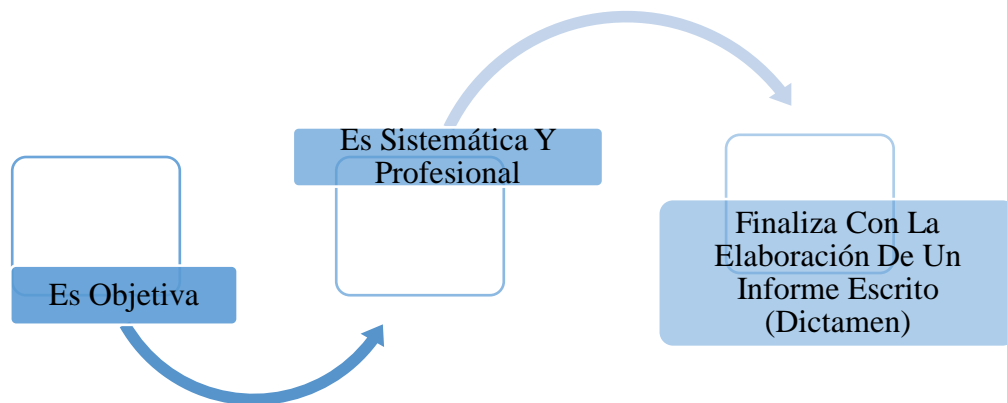 Es Objetiva
Es Sistemática Y
Profesional
Finaliza Con La
Elaboración De Un
Informe Escrito
(Dictamen)